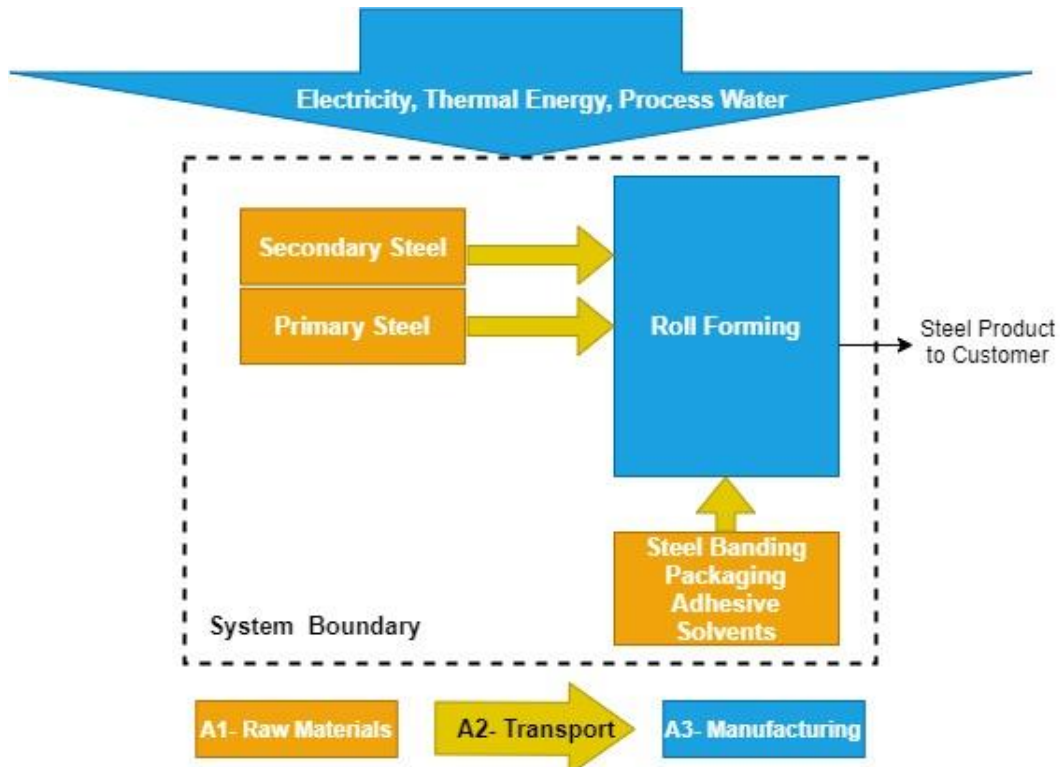 Electricity, Thermal Energy, Process Water
Secondary Steel
Primary Steel
Roll Forming
Steel Product
to Customer
Steel Banding
Packaging
Adhesive
Solvents
System Boundary
A1- Raw Materials
A2- Transport
A3- Manufacturing